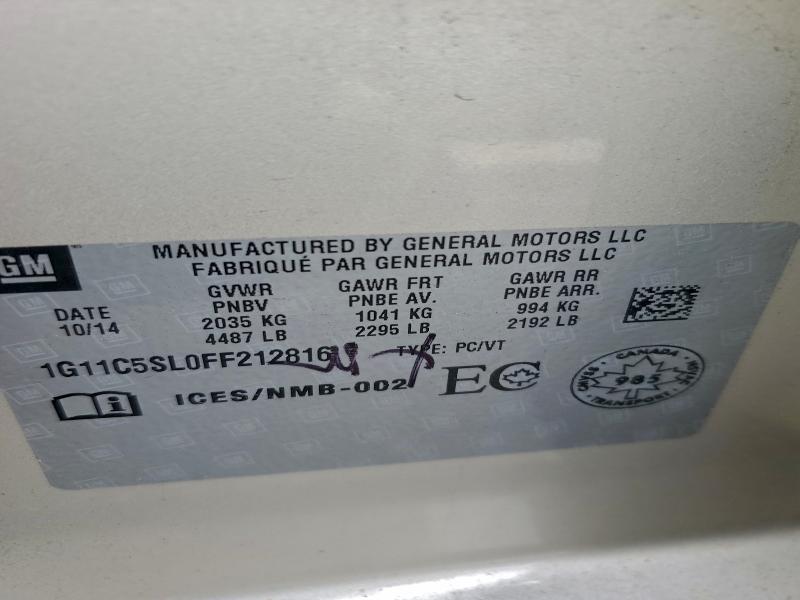 GM
MANUFACTURED BY GENERAL MOTORS LLC
FABRIQUÉ PAR GENERAL MOTORS LLC
DATE
10/14
GVWR
PNBV
2035 KG
4487 LB
GAWR FRT
PNBE AV.
1041 KG
2295 LB
GAWR RR
PNBE ARR.
994 KG
2192 LB
1G11C5SL0FF212816
TYPE: PC/VT
i
ICES/NMB-002
EC
CANADA
985
TRANSPORT